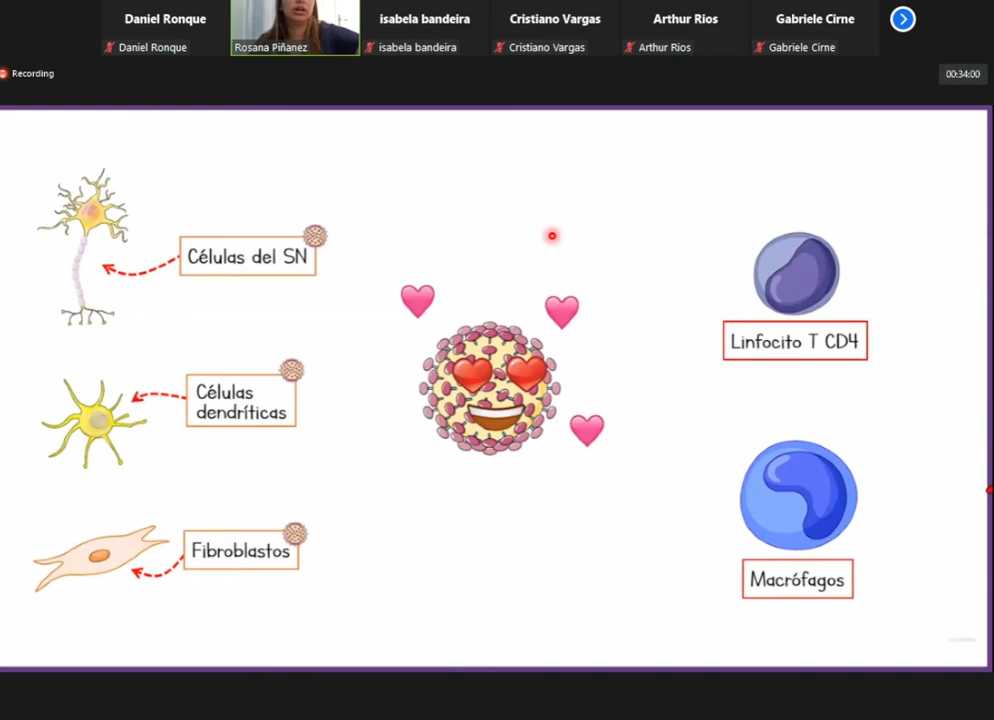 Daniel Ronque
isabela bandeira
Cristiano Vargas
Arthur Rios
Gabriele Cirne
Daniel Ronque
Rosana Piñanez
isabela bandeira
Cristiano Vargas
Arthur Rios
Gabriele Cirne
Recording
00:34:00
Células del SN
Linfocito T CD4
Células
dendríticas
Fibroblastos
Macrófagos